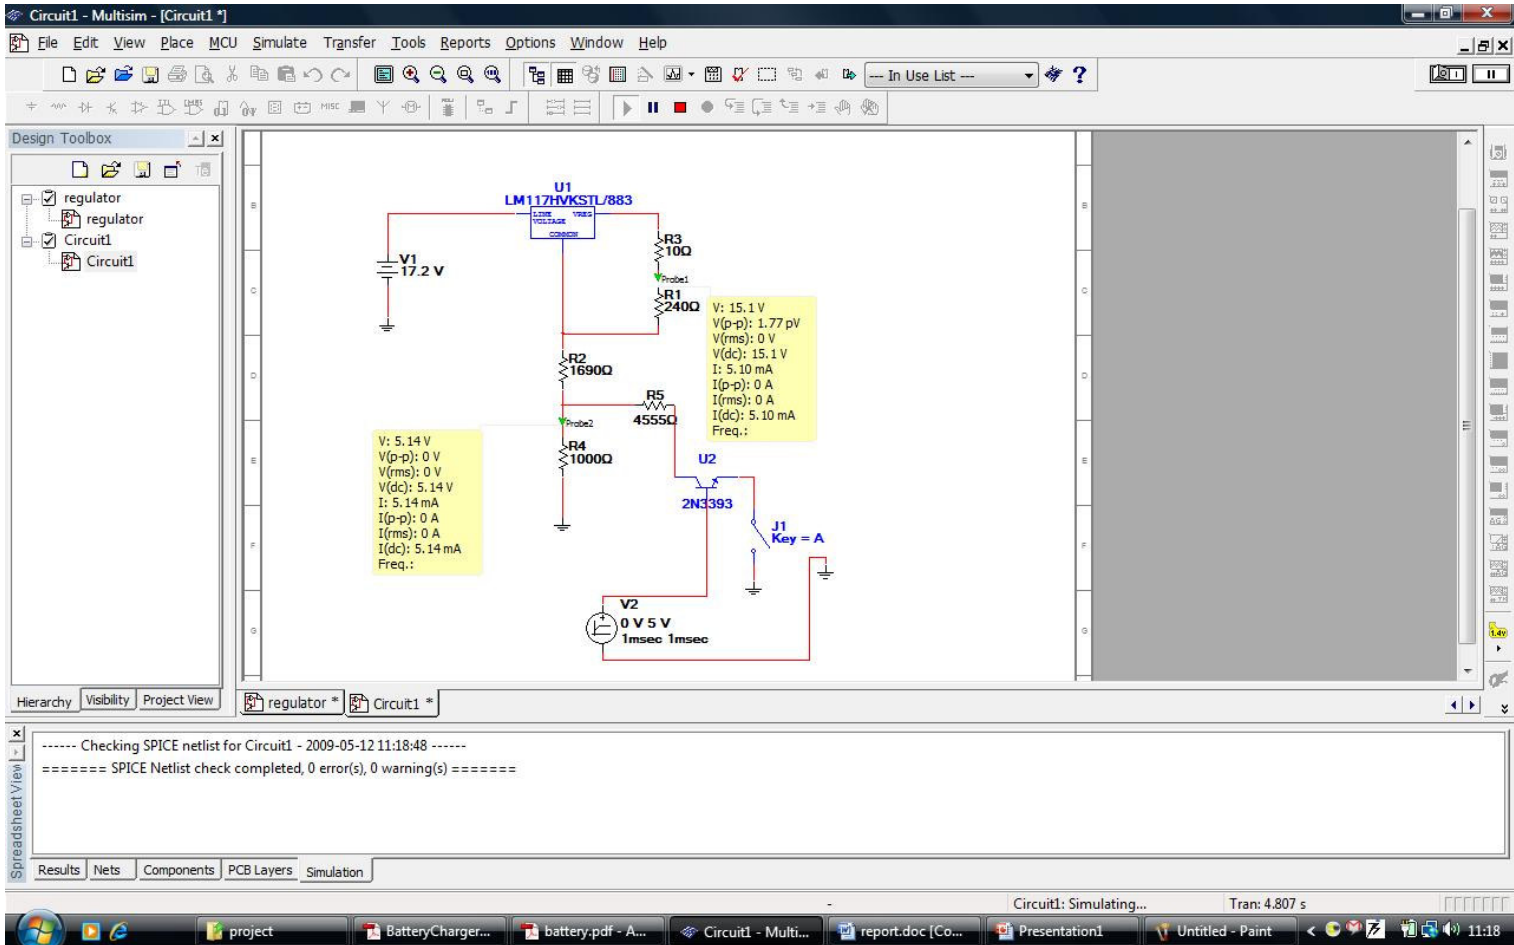 Circuit1 - Multisim - [Circuit1 *]
File Edit View Place MCU Simulate Transfer Tools Reports Options Window Help
--- In Use List ---
MISC
Design Toolbox
regulator
regulator
Circuit1
Circuit1
Hierarchy Visibility Project View
U1
LM117HVKSTL/883
LINE VREG
VOLTAGE
COMMON
V1
17.2 V
R3
10Ω
Probe1
R1
240Ω
V: 15.1 V
V(p-p): 1.77 pV
V(rms): 0 V
V(dc): 15.1 V
I: 5.10 mA
I(p-p): 0 A
I(rms): 0 A
I(dc): 5.10 mA
Freq.:
R2
1690Ω
R5
4555Ω
Probe2
R4
1000Ω
V: 5.14 V
V(p-p): 0 V
V(rms): 0 V
V(dc): 5.14 V
I: 5.14 mA
I(p-p): 0 A
I(rms): 0 A
I(dc): 5.14 mA
Freq.:
U2
2N3393
J1
Key = A
V2
0 V 5 V
1msec 1msec
B
C
D
E
F
G
B
C
D
E
F
G
1.4v
regulator * Circuit1 *
Spreadsheet View
------ Checking SPICE netlist for Circuit1 - 2009-05-12 11:18:48 ------
======= SPICE Netlist check completed, 0 error(s), 0 warning(s) =======
Results Nets Components PCB Layers Simulation
- Circuit1: Simulating... Tran: 4.807 s
project BatteryCharger... battery.pdf - A... Circuit1 - Multi... report.doc [Co... Presentation1 Untitled - Paint 11:18